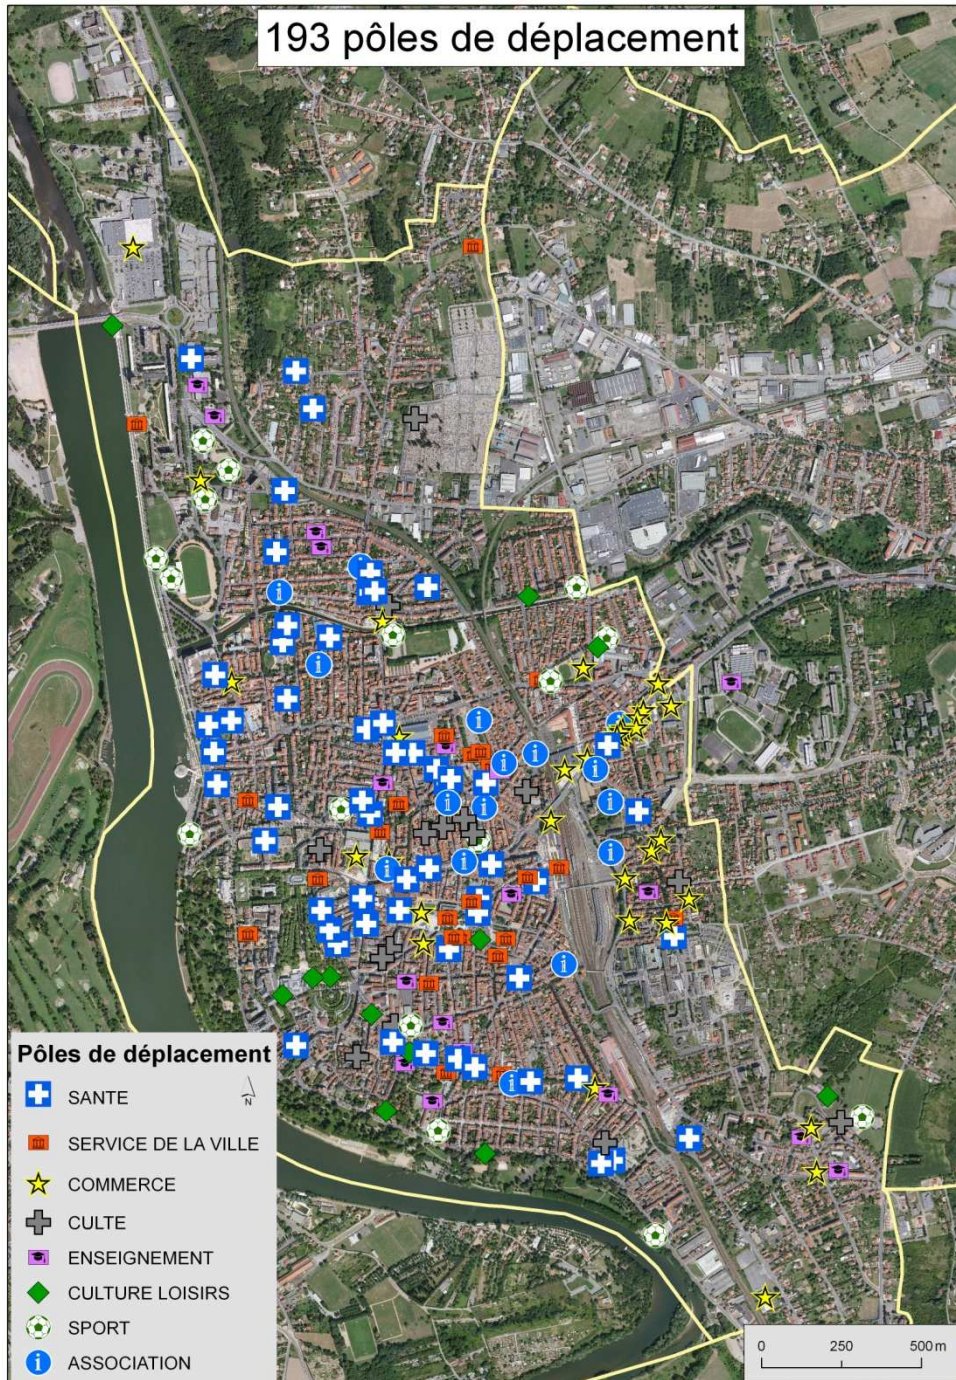 193 pôles de déplacement
Pôles de déplacement
SANTE
N
SERVICE DE LA VILLE
COMMERCE
CULTE
ENSEIGNEMENT
CULTURE LOISIRS
SPORT
ASSOCIATION
0 250 500 m